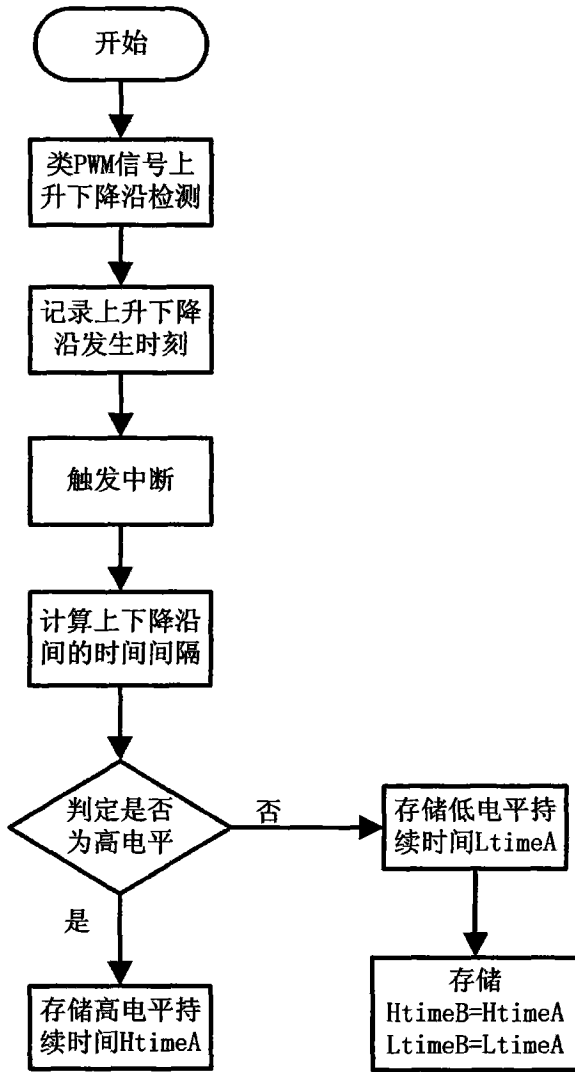 开始
类PWM信号上
升下降沿检测
记录上升下降
沿发生时刻
触发中断
计算上下降沿
间的时间间隔
判定是否
为高电平
否
存储低电平持
续时间LtimeA
是
存储高电平持
续时间HtimeA
存储
HtimeB=HtimeA
LtimeB=LtimeA